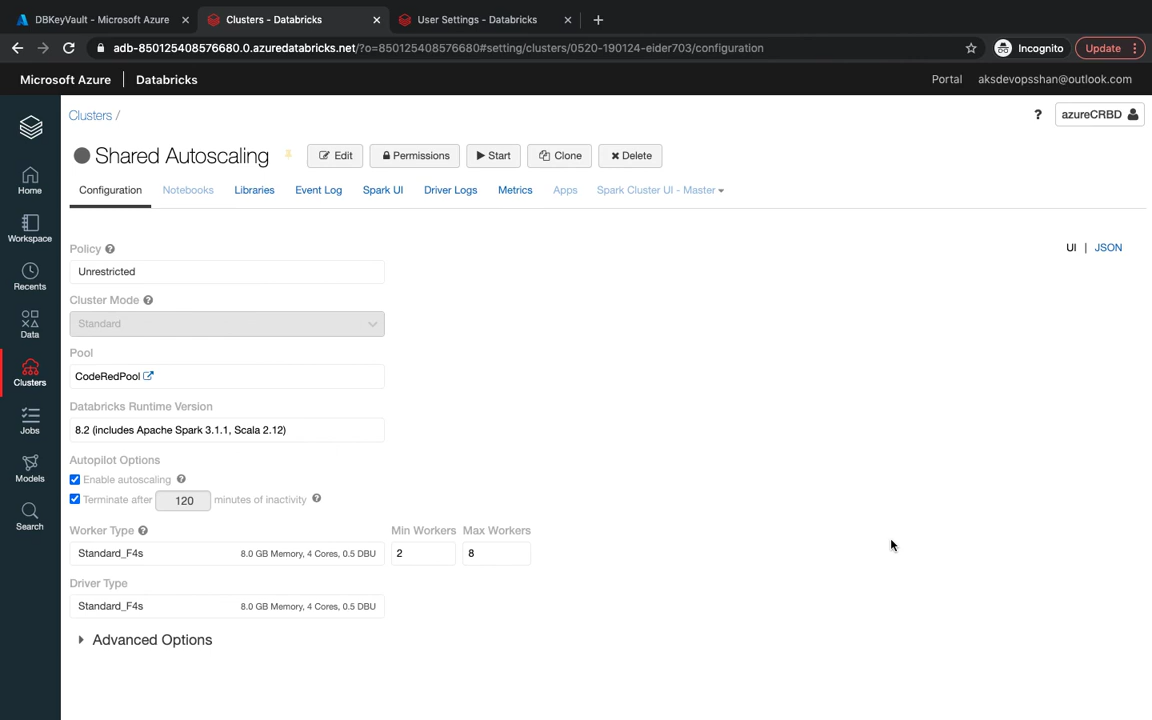 DBKeyVault - Microsoft Azure
Clusters - Databricks
User Settings - Databricks
adb-850125408576680.0.azuredatabricks.net/?o=850125408576680#setting/clusters/0520-190124-eider703/configuration
Incognito
Update
Microsoft Azure | Databricks
Portal
aksdevopsshan@outlook.com
Clusters /
?
azureCRBD
Shared Autoscaling
Edit
Permissions
Start
Clone
Delete
Configuration
Notebooks
Libraries
Event Log
Spark UI
Driver Logs
Metrics
Apps
Spark Cluster UI - Master
Home
Workspace
Recents
Data
Clusters
Jobs
Models
Search
UI | JSON
Policy ?
Unrestricted
Cluster Mode ?
Standard
Pool
CodeRedPool
Databricks Runtime Version
8.2 (includes Apache Spark 3.1.1, Scala 2.12)
Autopilot Options
Enable autoscaling ?
Terminate after 120 minutes of inactivity ?
Worker Type ? Min Workers Max Workers
Standard_F4s 8.0 GB Memory, 4 Cores, 0.5 DBU 2 8
Driver Type
Standard_F4s 8.0 GB Memory, 4 Cores, 0.5 DBU
Advanced Options